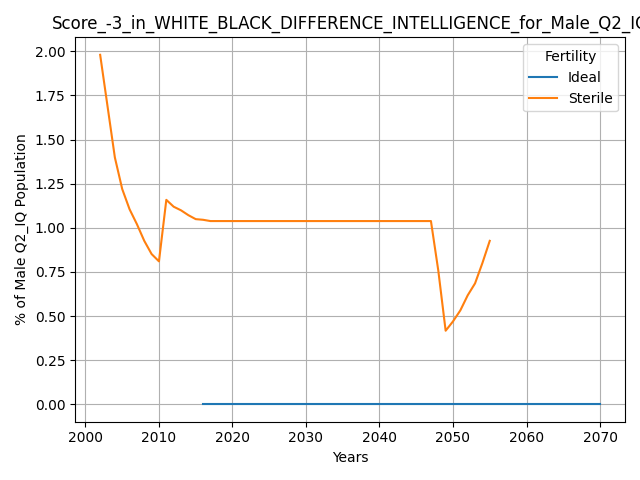 Score_-3_in_WHITE_BLACK_DIFFERENCE_INTELLIGENCE_for_Male_Q2_IQ
Fertility
Ideal
Sterile
2.00
1.75
1.50
1.25
1.00
0.75
0.50
0.25
0.00
% of Male Q2_IQ Population
2000 2010 2020 2030 2040 2050 2060 2070
Years